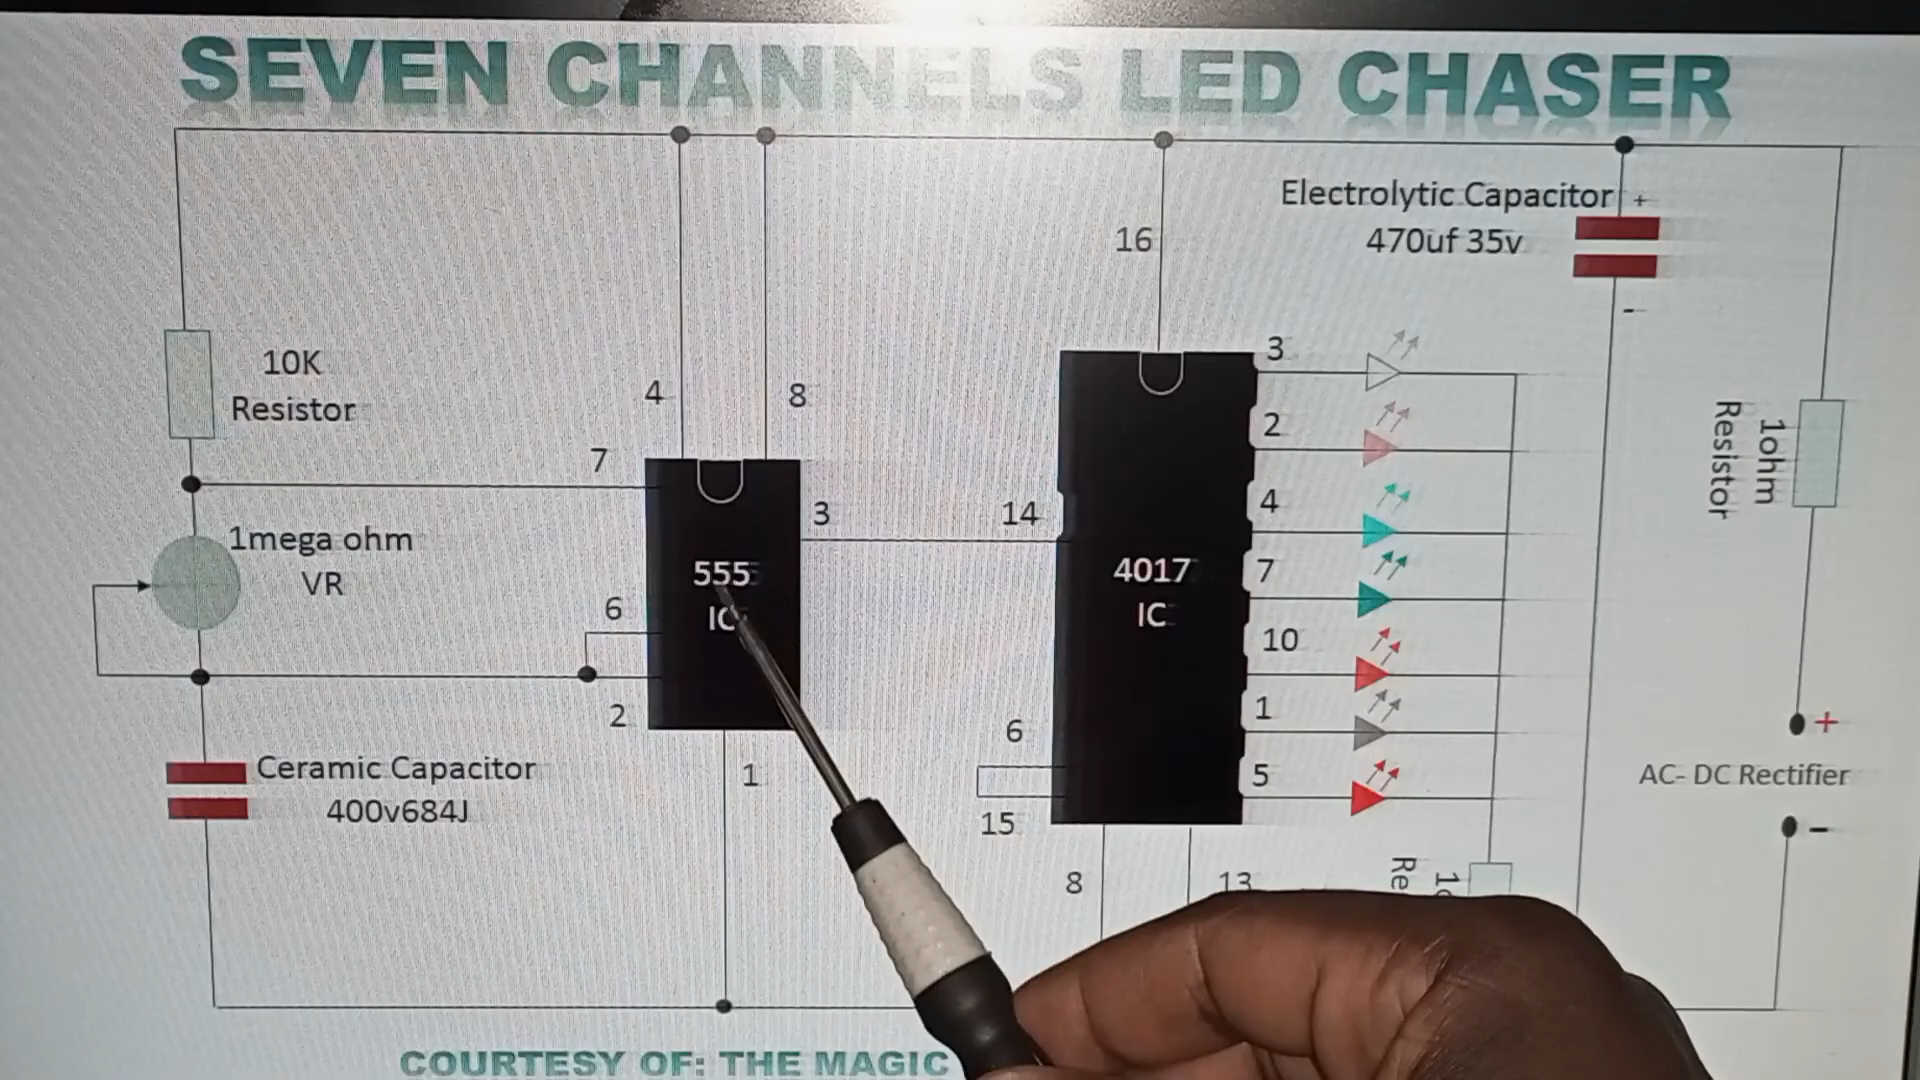 SEVEN CHANNELS LED CHASER
Electrolytic Capacitor
+
470uf 35v
-
16
10K
Resistor
4
8
7
3
14
1mega ohm
VR
6
2
555
IC
1
Ceramic Capacitor
400v684J
4017
IC
3
2
4
7
10
1
5
6
15
8
13
1ohm
Resistor
+
AC- DC Rectifier
-
COURTESY OF: THE MAGIC